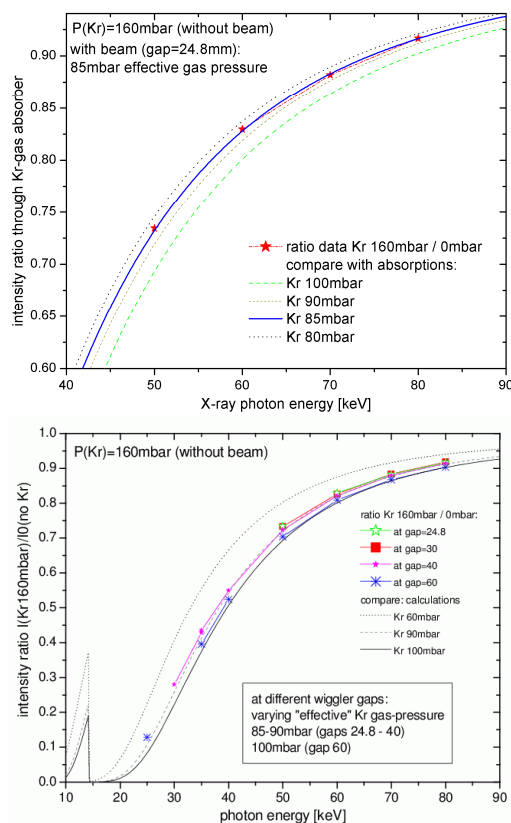 P(Kr)=160mbar (without beam)
with beam (gap=24.8mm):
85mbar effective gas pressure
intensity ratio through Kr-gas absorber
0.90
0.85
0.80
0.75
0.70
0.65
0.60
ratio data Kr 160mbar / 0mbar
compare with absorptions:
Kr 100mbar
Kr 90mbar
Kr 85mbar
Kr 80mbar
40 50 60 70 80 90
X-ray photon energy [keV]
P(Kr)=160mbar (without beam)
intensity ratio I((Kr160mbar)/I0(no Kr)
1.0
0.9
0.8
0.7
0.6
0.5
0.4
0.3
0.2
0.1
0.0
ratio Kr 160mbar / 0mbar:
at gap=24.8
at gap=30
at gap=40
at gap=60
compare: calculations
Kr 60mbar
Kr 90mbar
Kr 100mbar
at different wiggler gaps:
varying "effective" Kr gas-pressure
85-90mbar (gaps 24.8 - 40)
100mbar (gap 60)
10 20 30 40 50 60 70 80 90
photon energy [keV]